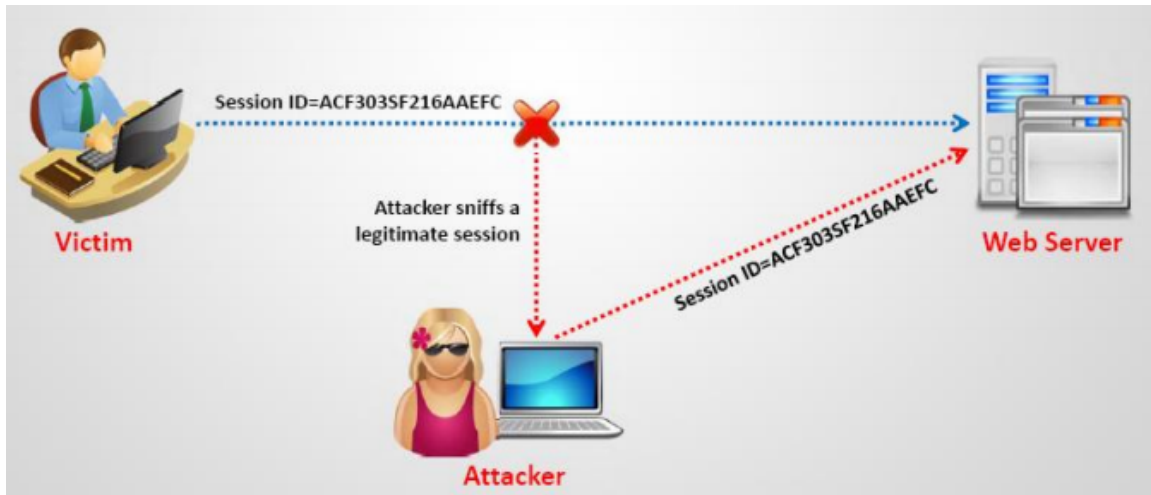 Session ID=ACF303SF216AAEFC
Attacker sniffs a
legitimate session
Victim
Web Server
Session ID=ACF303SF216AAEFC
Attacker